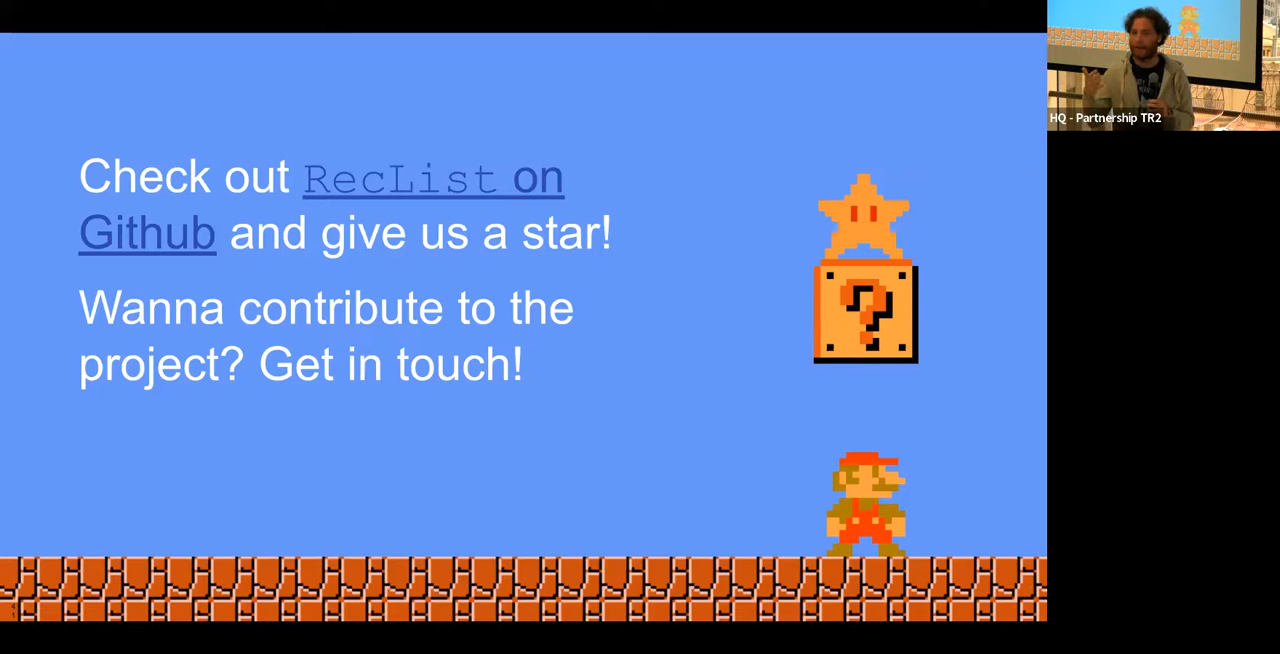 Check out RecList on
Github and give us a star!
Wanna contribute to the
project? Get in touch!
?
HQ - Partnership TR2